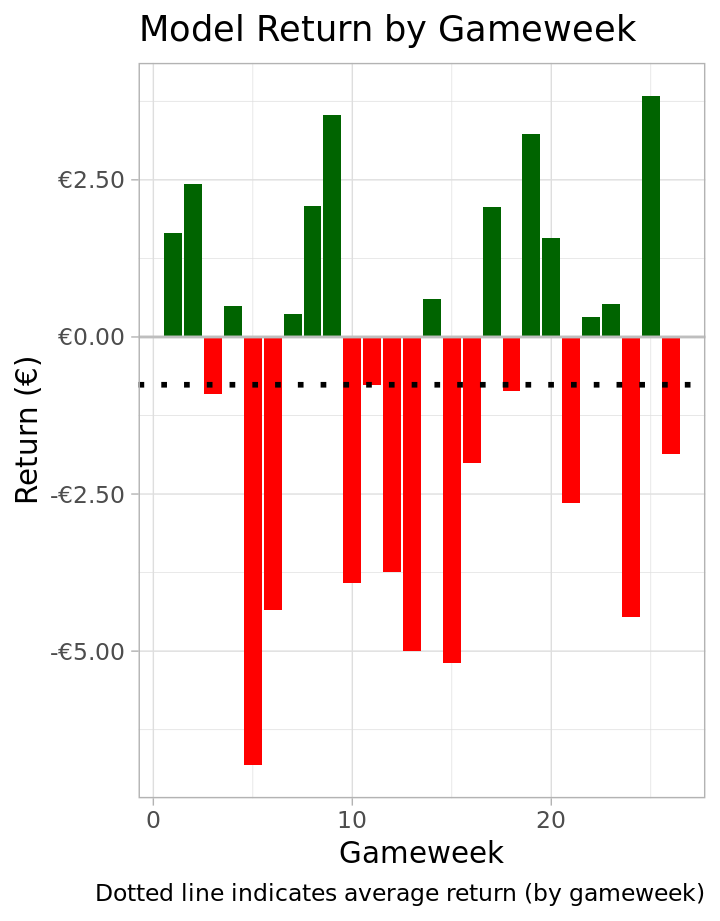 Model Return by Gameweek
€2.50
€0.00
-€2.50
-€5.00
Return (€)
0 10 20
Gameweek
Dotted line indicates average return (by gameweek)